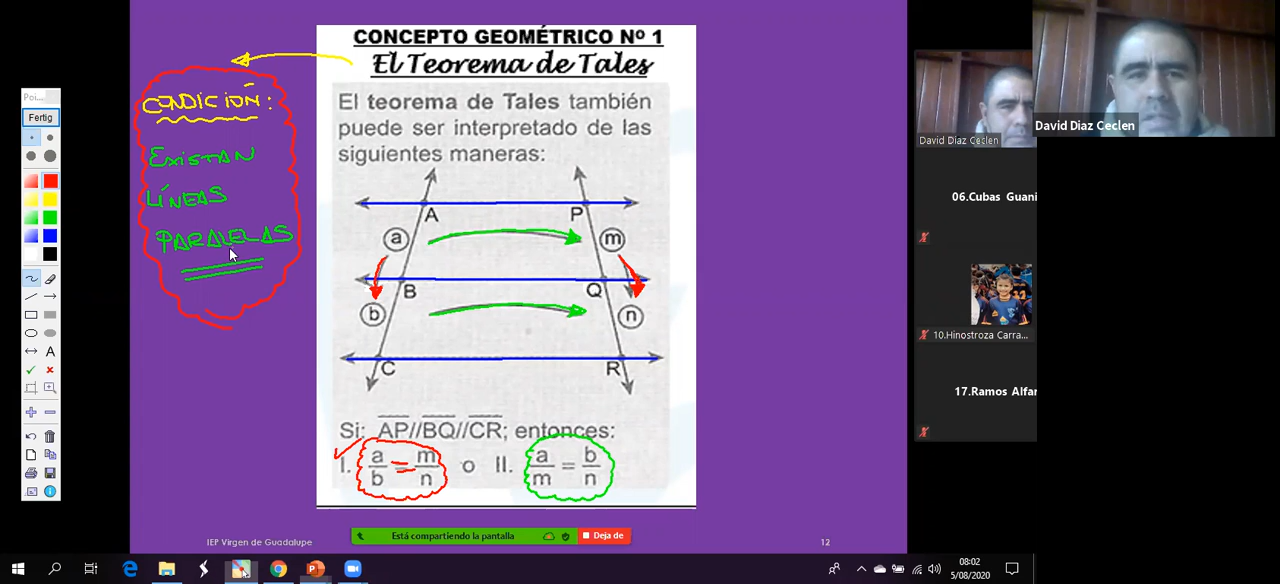 CONCEPTO GEOMÉTRICO Nº 1
El Teorema de Tales
El teorema de Tales también
puede ser interpretado de las
siguientes maneras:
A P
a m
B Q
b n
C R
Si: AP//BQ//CR; entonces:
I. a/b = m/n o II. a/m = b/n
CONDICIÓN:
EXISTAN
LÍNEAS
PARALELAS
Poi...
Fertig
A
IEP Virgen de Guadalupe
12
Está compartiendo la pantalla
Deja de
David Diaz Ceclen
David Diaz Ceclen
06.Cubas Guani
10.Hinostroza Carra...
17.Ramos Alfar
08:02
5/08/2020